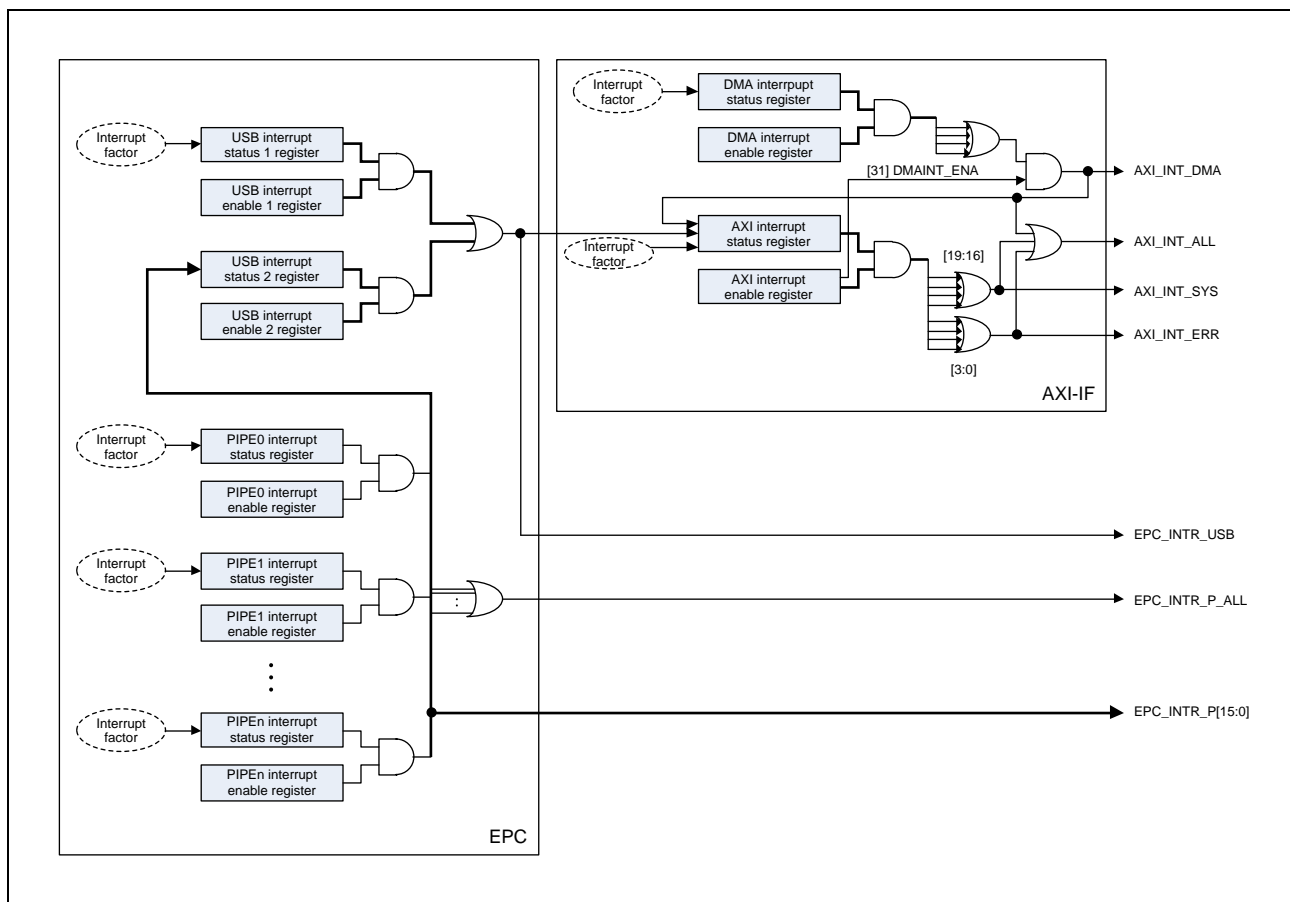 Interrupt
factor
USB interrupt
status 1 register
USB interrupt
enable 1 register
USB interrupt
status 2 register
USB interrupt
enable 2 register
Interrupt
factor
PIPE0 interrupt
status register
PIPE0 interrupt
enable register
Interrupt
factor
PIPE1 interrupt
status register
PIPE1 interrupt
enable register
Interrupt
factor
PIPEn interrupt
status register
PIPEn interrupt
enable register
EPC
Interrupt
factor
DMA interrpupt
status register
DMA interrupt
enable register
[31] DMAINT_ENA
Interrupt
factor
AXI interrupt
status register
AXI interrupt
enable register
[19:16]
[3:0]
AXI-IF
AXI_INT_DMA
AXI_INT_ALL
AXI_INT_SYS
AXI_INT_ERR
EPC_INTR_USB
EPC_INTR_P_ALL
EPC_INTR_P[15:0]